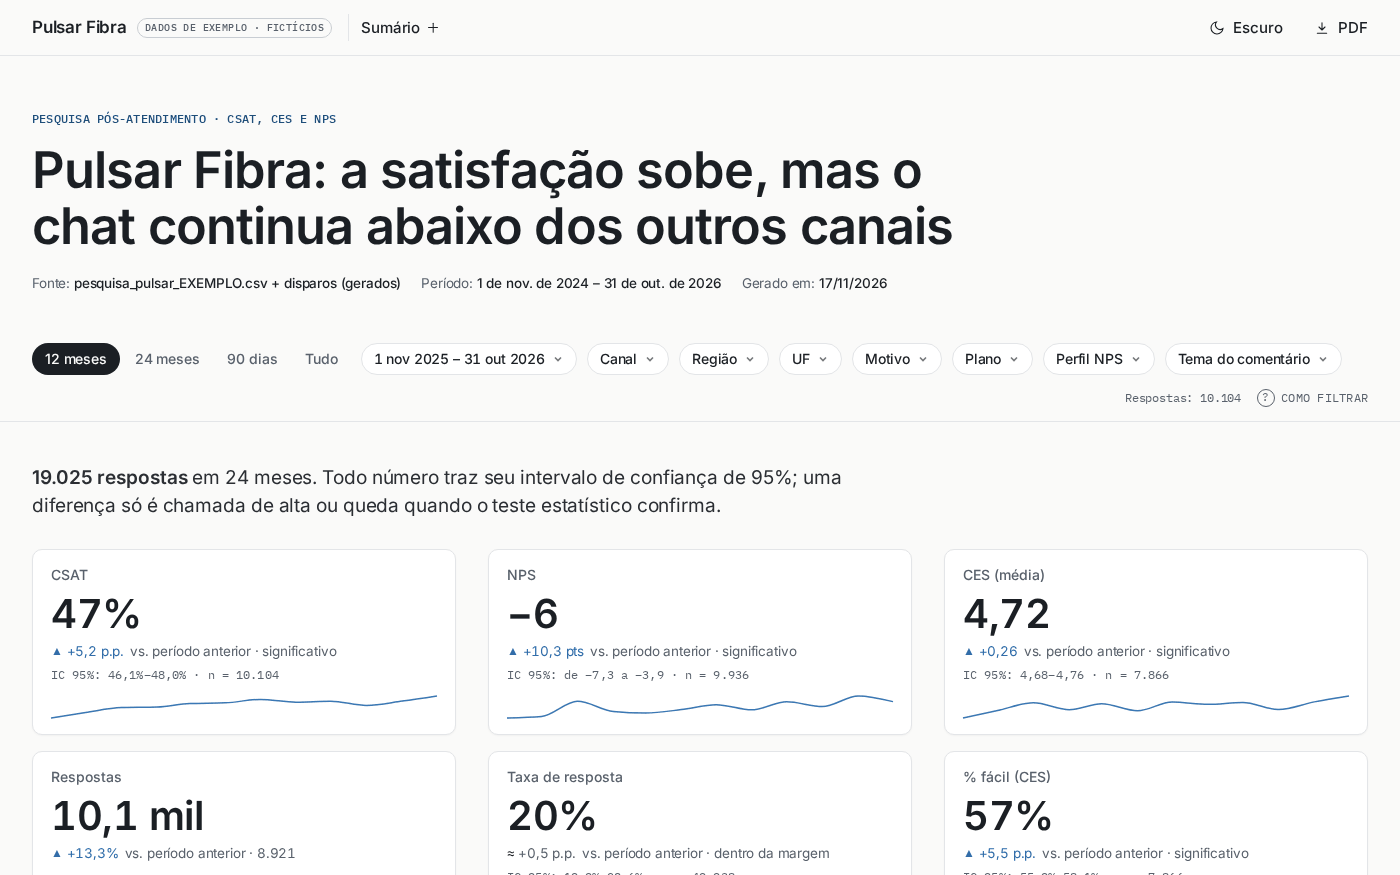 Pulsar Fibra DADOS DE EXEMPLO · FICTÍCIOS Sumário + Escuro PDF
PESQUISA PÓS-ATENDIMENTO · CSAT, CES E NPS
Pulsar Fibra: a satisfação sobe, mas o
chat continua abaixo dos outros canais
Fonte: pesquisa_pulsar_EXEMPLO.csv + disparos (gerados) Período: 1 de nov. de 2024 – 31 de out. de 2026 Gerado em: 17/11/2026
12 meses 24 meses 90 dias Tudo 1 nov 2025 – 31 out 2026 Canal Região UF Motivo Plano Perfil NPS Tema do comentário
Respostas: 10.104 ? COMO FILTRAR
19.025 respostas em 24 meses. Todo número traz seu intervalo de confiança de 95%; uma
diferença só é chamada de alta ou queda quando o teste estatístico confirma.
CSAT NPS CES (média)
47% −6 4,72
▲ +5,2 p.p. vs. período anterior · significativo ▲ +10,3 pts vs. período anterior · significativo ▲ +0,26 vs. período anterior · significativo
IC 95%: 46,1%–48,0% · n = 10.104 IC 95%: de −7,3 a −3,9 · n = 9.936 IC 95%: 4,68–4,76 · n = 7.866
Respostas Taxa de resposta % fácil (CES)
10,1 mil 20% 57%
▲ +13,3% vs. período anterior · 8.921 ≈ +0,5 p.p. vs. período anterior · dentro da margem ▲ +5,5 p.p. vs. período anterior · significativo